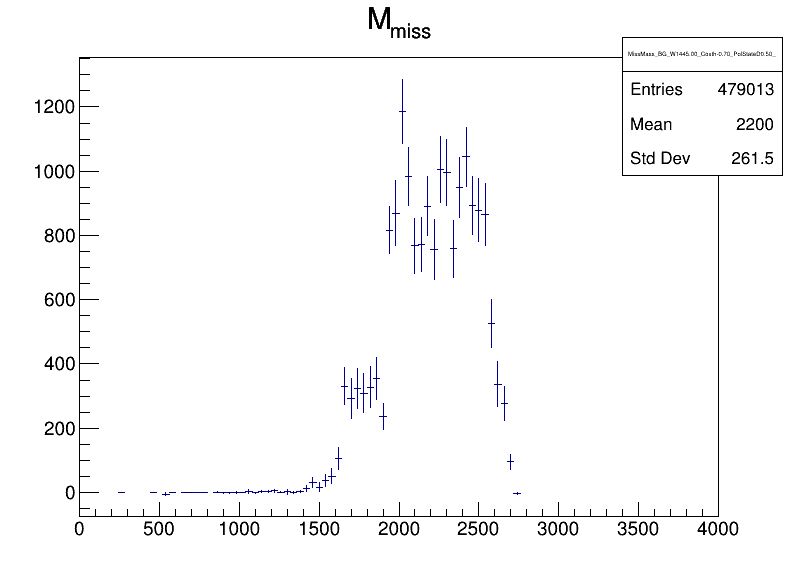 M_miss
MissMass_BG_W1445.00_Costh-0.70_PolStateD0.50_
Entries 479013
Mean 2200
Std Dev 261.5
1200
1000
800
600
400
200
0
0 500 1000 1500 2000 2500 3000 3500 4000